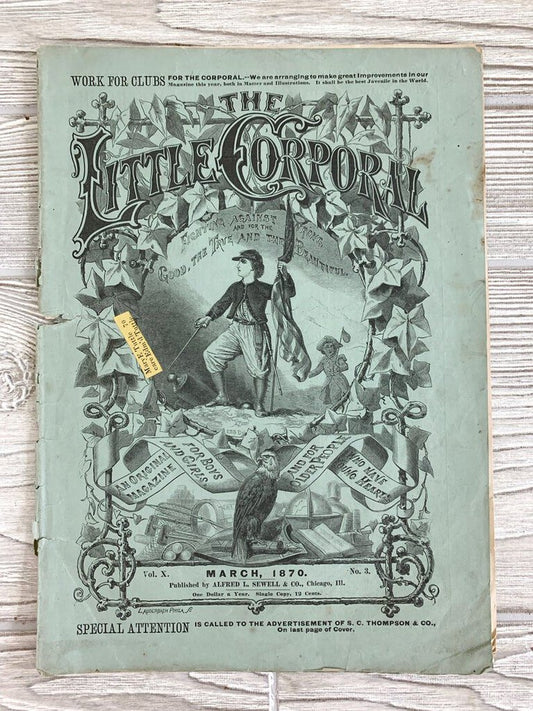 WORK FOR CLUBS FOR THE CORPORAL.—We are arranging to make great Improvements in our
Magazine this year, both in Matter and Illustrations. It shall be the best Juvenile in the World.
THE
LITTLE CORPORAL
FIGHTING AGAINST WRONG,
AND FOR THE
GOOD, THE TRUE AND THE BEAUTIFUL.
Mary E Tuttle
care Edin V Tuttle
AN ORIGINAL
MAGAZINE
FOR BOYS
AND GIRLS
AND FOR
OLDER PEOPLE
WHO HAVE
YOUNG HEARTS
Vol. X. MARCH, 1870. No. 3.
Published by ALFRED L. SEWELL & CO., Chicago, Ill.
One Dollar a Year. Single Copy, 12 Cents.
SPECIAL ATTENTION IS CALLED TO THE ADVERTISEMENT OF S. C. THOMPSON & CO.,
On last page of Cover.